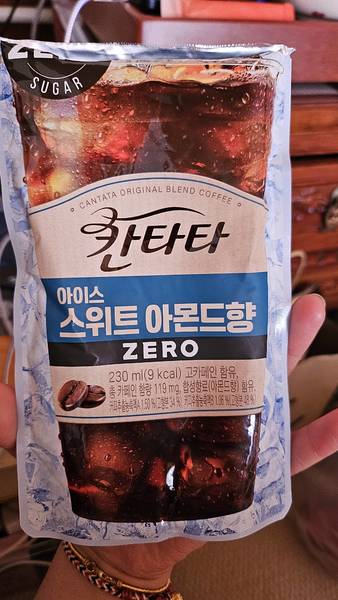 ZERO
SUGAR
CANTATA ORIGINAL BLEND COFFEE
칸타타
아이스
스위트 아몬드향
ZERO
230 ml(9 kcal) 고카페인 함유,
총 카페인 함량 119 mg, 합성향료(아몬드향) 함유,